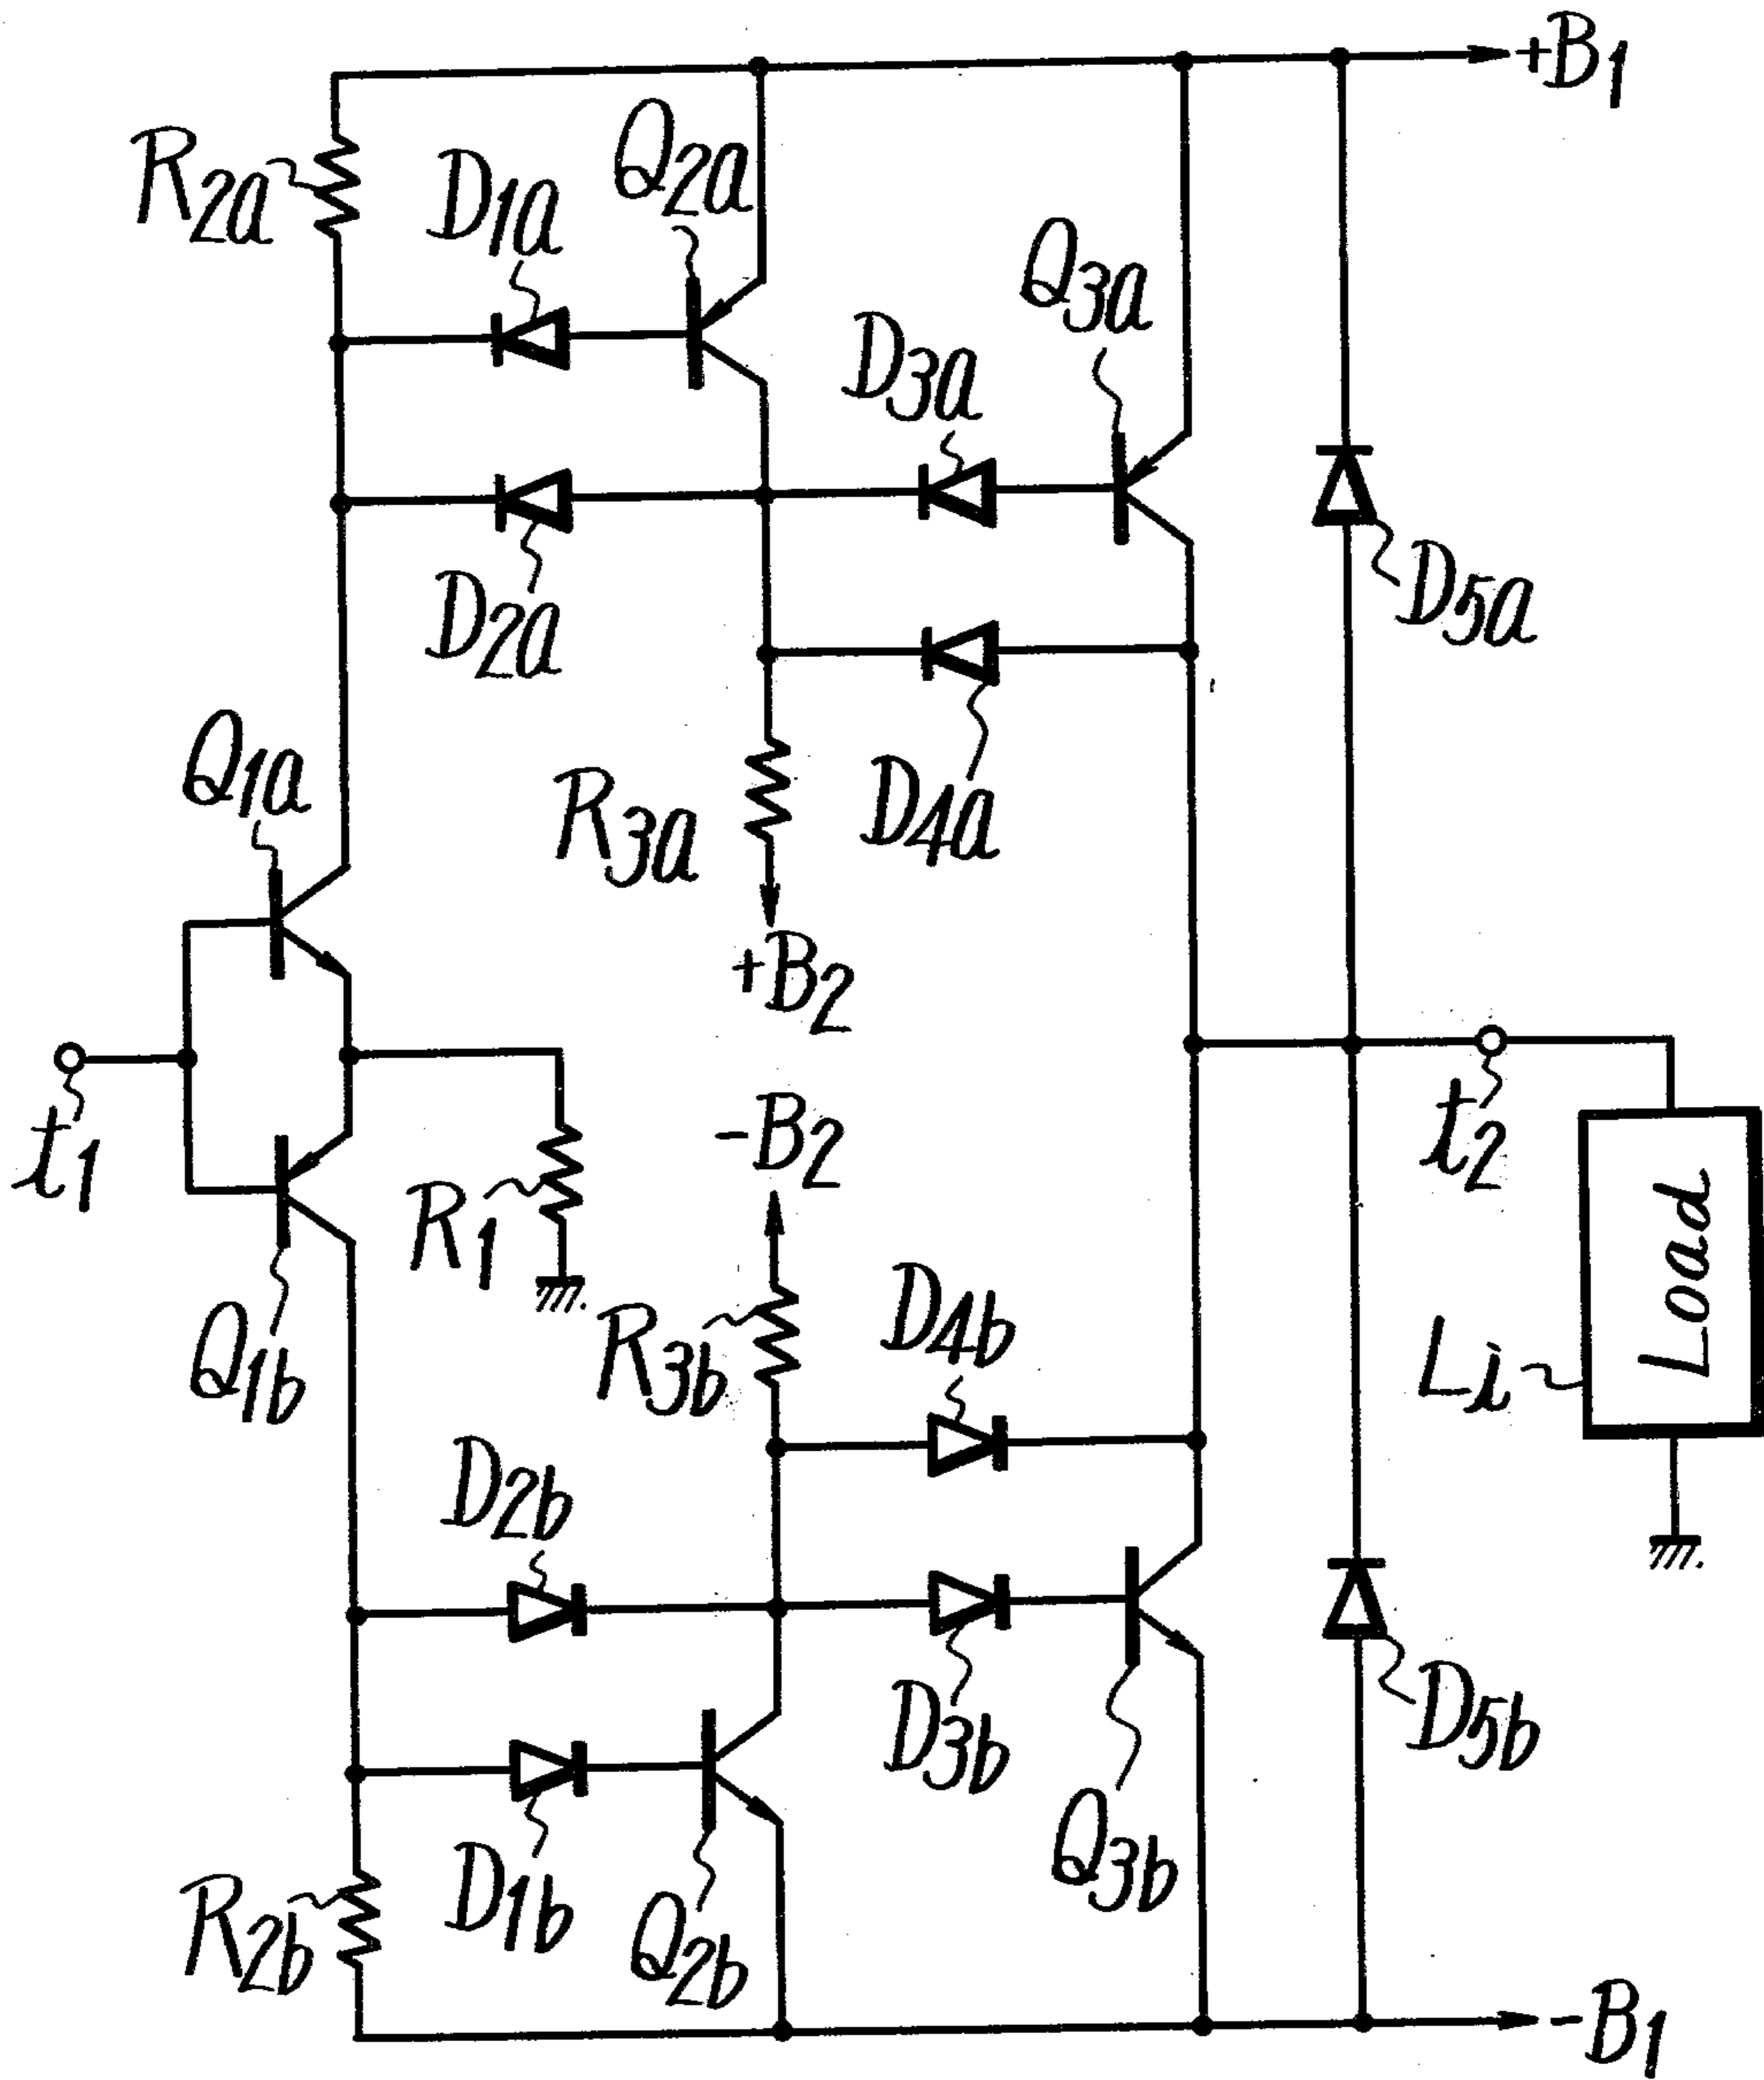 +B1
R2a
D1a
Q2a
Q3a
D3a
D2a
D5a
Q1a
R3a
D4a
+B2
t1
-B2
t2
R1
Load
Q1b
R3b
D4b
Li
D2b
D3b
D5b
R2b
D1b
Q2b
Q3b
-B1